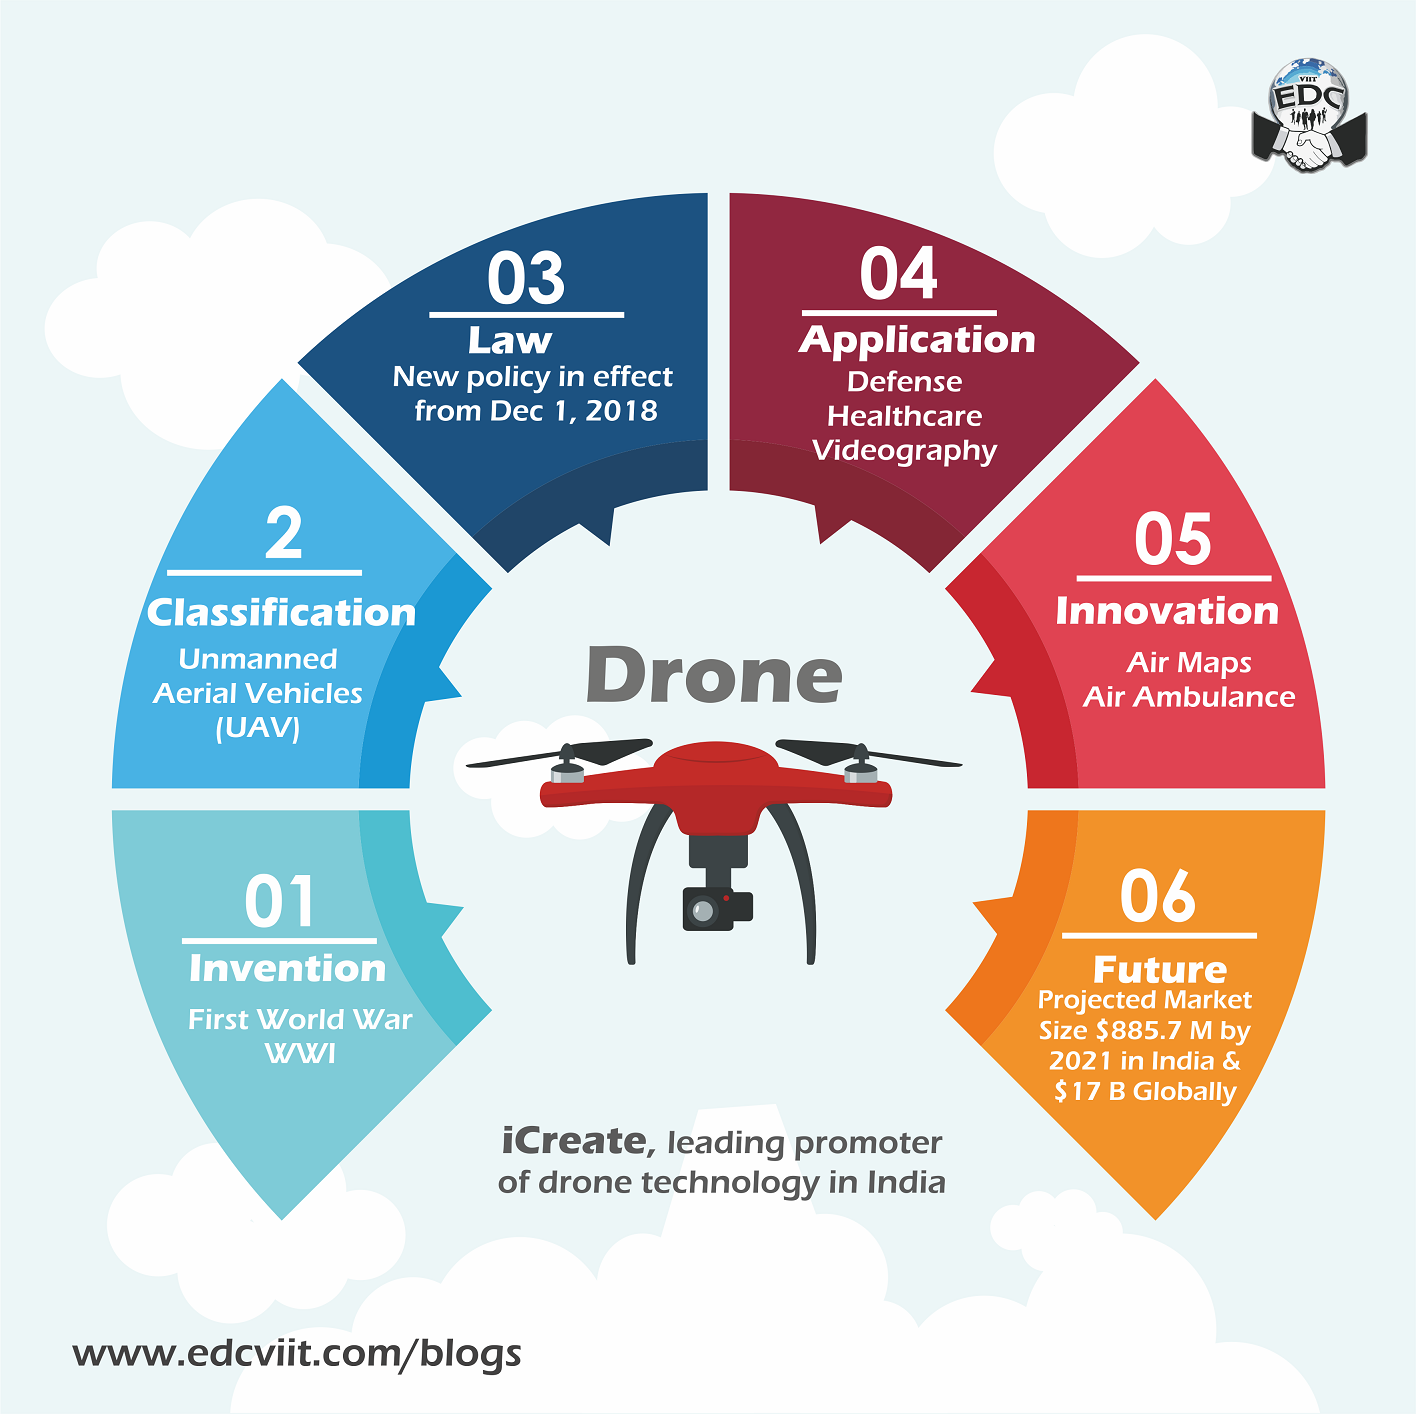 VIIT
EDC
03
Law
New policy in effect
from Dec 1, 2018
04
Application
Defense
Healthcare
Videography
2
Classification
Unmanned
Aerial Vehicles
(UAV)
05
Innovation
Air Maps
Air Ambulance
Drone
01
Invention
First World War
WWI
06
Future
Projected Market
Size $885.7 M by
2021 in India &
$17 B Globally
iCreate, leading promoter
of drone technology in India
www.edcviit.com/blogs